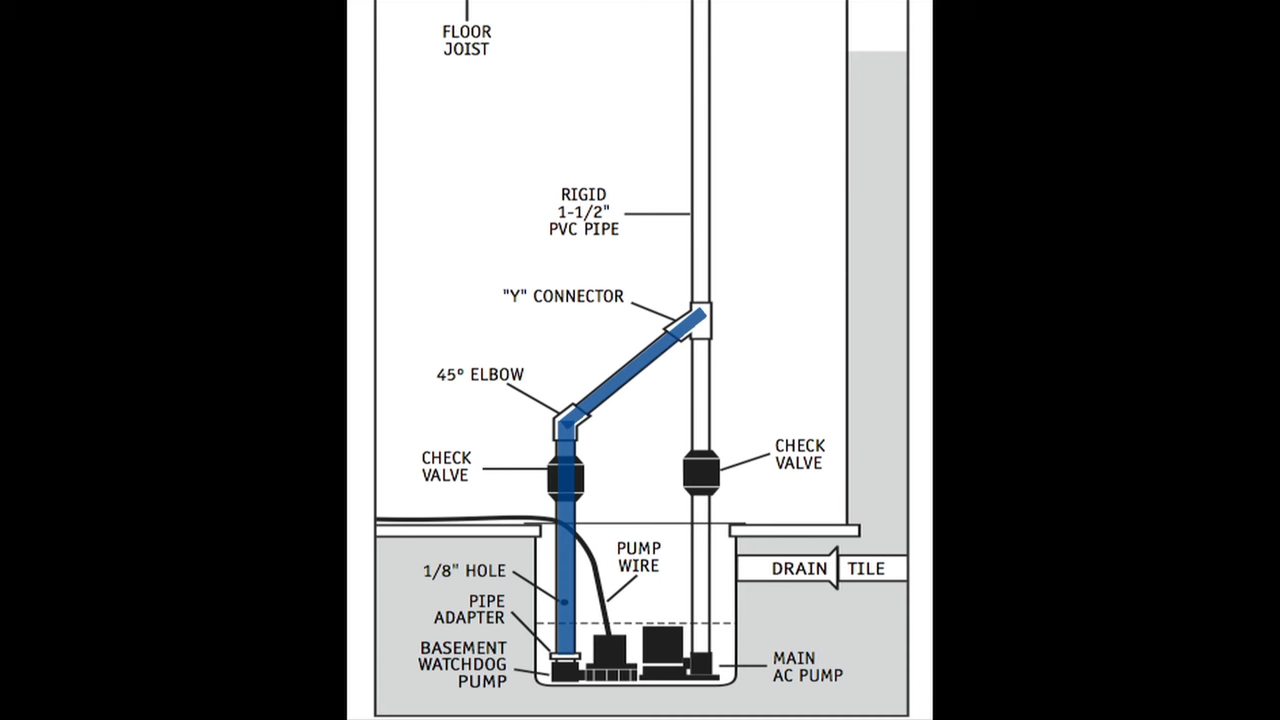 FLOOR
JOIST
RIGID
1-1/2"
PVC PIPE
"Y" CONNECTOR
45º ELBOW
CHECK
VALVE
CHECK
VALVE
PUMP
WIRE
DRAIN TILE
1/8" HOLE
PIPE
ADAPTER
BASEMENT
WATCHDOG
PUMP
MAIN
AC PUMP